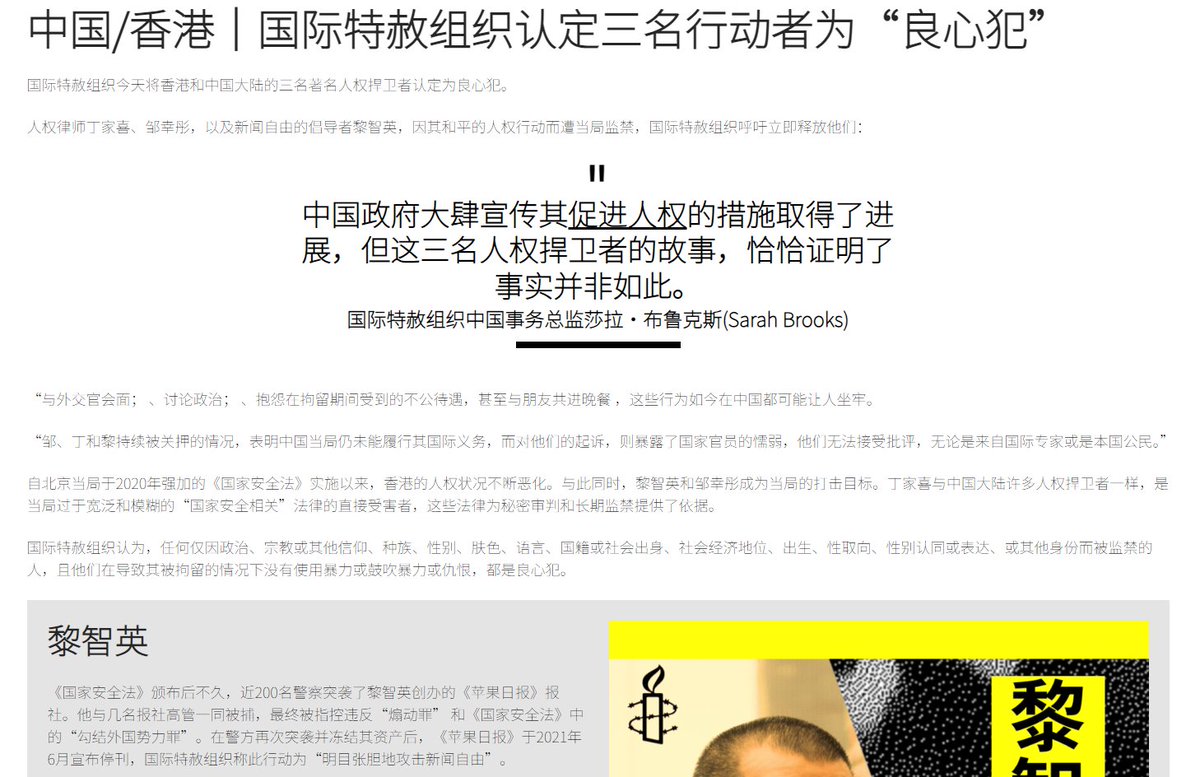 中国/香港｜国际特赦组织认定三名行动者为“良心犯”
国际特赦组织今天将香港和中国大陆的三名著名人权捍卫者认定为良心犯。
人权律师丁家喜、邹幸彤，以及新闻自由的倡导者黎智英，因其和平的人权行动而遭当局监禁，国际特赦组织呼吁立即释放他们：
"
中国政府大肆宣传其促进人权的措施取得了进
展，但这三名人权捍卫者的故事，恰恰证明了
事实并非如此。
国际特赦组织中国事务总监莎拉·布鲁克斯(Sarah Brooks)
“与外交官会面； 、讨论政治； 、抱怨在拘留期间受到的不公待遇，甚至与朋友共进晚餐 ，这些行为如今在中国都可能让人坐牢。
“邹、丁和黎持续被关押的情况，表明中国当局仍未能履行其国际义务，而对他们的起诉，则暴露了国家官员的懦弱，他们无法接受批评，无论是来自国际专家或是本国公民。”
自北京当局于2020年强加的《国家安全法》实施以来，香港的人权状况不断恶化。与此同时，黎智英和邹幸彤成为当局的打击目标。丁家喜与中国大陆许多人权捍卫者一样，是
当局过于宽泛和模糊的“国家安全相关”法律的直接受害者，这些法律为秘密审判和长期监禁提供了依据。
国际特赦组织认为，任何仅因政治、宗教或其他信仰、种族、性别、肤色、语言、国籍或社会出身、社会经济地位、出生、性取向、性别认同或表达、或其他身份而被监禁的
人，且他们在导致其被拘留的情况下没有使用暴力或鼓吹暴力或仇恨，都是良心犯。
黎智英
《国家安全法》颁布后不久，近200名警察突袭了黎智英创办的《苹果日报》报
社。他与几名报社高管一同被捕，最终被指控违反“煽动罪” 和《国家安全法》中
的“勾结外国势力罪”。在警方再次突袭并冻结其资产后，《苹果日报》于2021年
6月宣布停刊，国际特赦组织称此行为“明目张胆地攻击新闻自由”。
黎